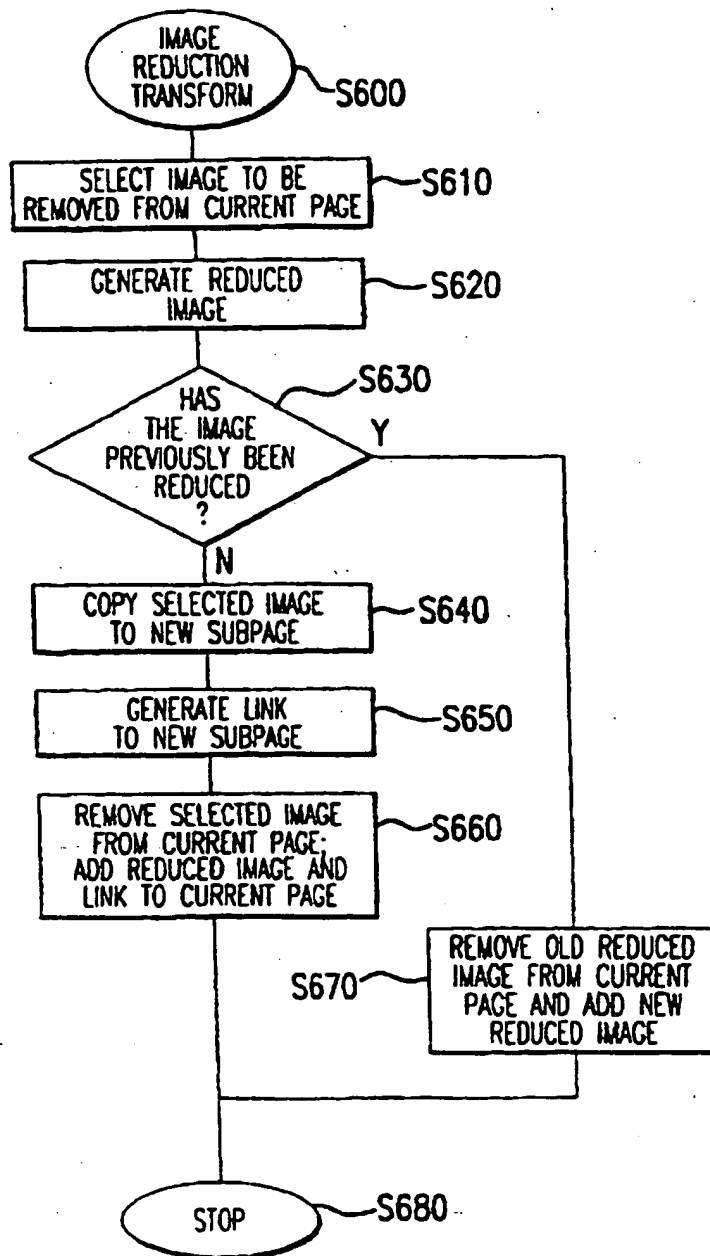 IMAGE
REDUCTION
TRANSFORM
S600
SELECT IMAGE TO BE
REMOVED FROM CURRENT PAGE
S610
GENERATE REDUCED
IMAGE
S620
S630
HAS
THE IMAGE
PREVIOUSLY BEEN
REDUCED
?
Y
N
COPY SELECTED IMAGE
TO NEW SUBPAGE
S640
GENERATE LINK
TO NEW SUBPAGE
S650
REMOVE SELECTED IMAGE
FROM CURRENT PAGE;
ADD REDUCED IMAGE AND
LINK TO CURRENT PAGE
S660
S670
REMOVE OLD REDUCED
IMAGE FROM CURRENT
PAGE AND ADD NEW
REDUCED IMAGE
STOP
S680